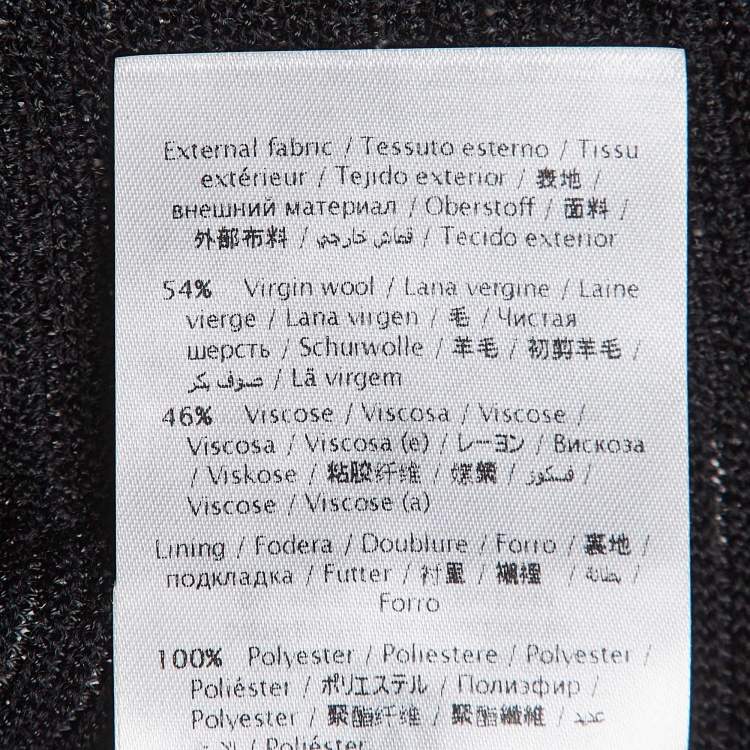 External fabric / Tessuto esterno / Tissu
extérieur / Tejido exterior / 表地 /
внешний материал / Oberstoff / 面料 /
外部布料 / قماش خارجي / Tecido exterior
54% Virgin wool / Lana vergine / Laine
vierge / Lana virgen / 毛 / Чистая
шерсть / Schurwolle / 羊毛 / 初剪羊毛 /
صوف بكر / Lã virgem
46% Viscose / Viscosa / Viscose /
Viscosa / Viscosa (e) / レーヨン / Вискоза
/ Viskose / 粘胶纤维 / 嫘縈 / فسكوز /
Viscose / Viscose (a)
Lining / Fodera / Doublure / Forro / 裏地 /
подкладка / Futter / 衬里 / 襯裡 / بطانة /
Forro
100% Polyester / Poliestere / Polyester /
Poliéster / ポリエステル / Полиэфир /
Polyester / 聚酯纤维 / 聚酯纖維 / عديد
/ Poliéster